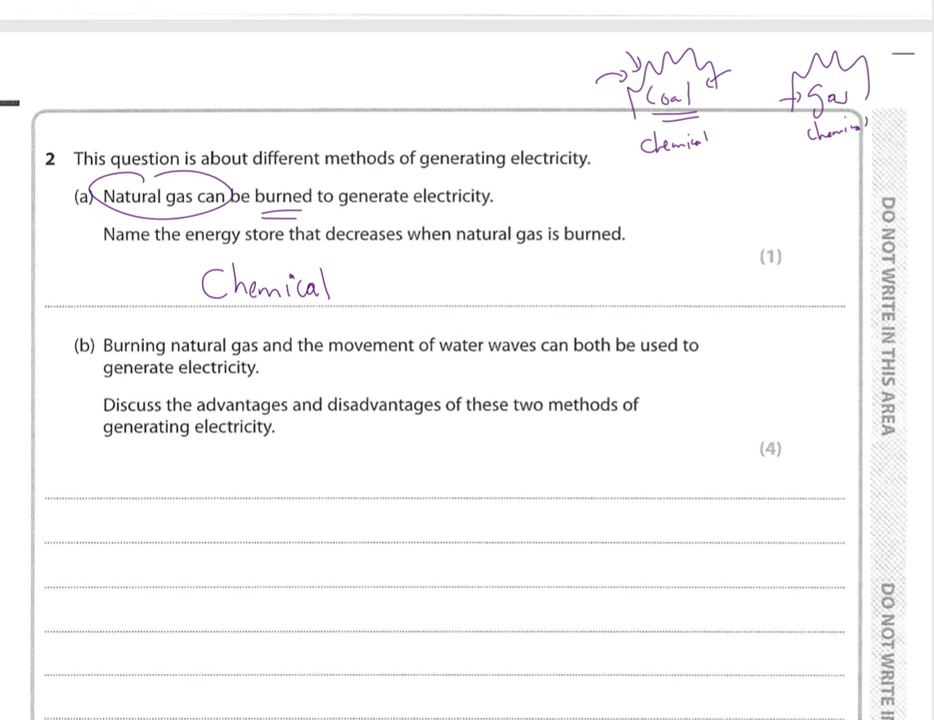 Coal
Gas
chemical
chemical
2 This question is about different methods of generating electricity.
(a) Natural gas can be burned to generate electricity.
Name the energy store that decreases when natural gas is burned.
(1)
Chemical
(b) Burning natural gas and the movement of water waves can both be used to
generate electricity.
Discuss the advantages and disadvantages of these two methods of
generating electricity.
(4)
DO NOT WRITE IN THIS AREA
DO NOT WRITE I